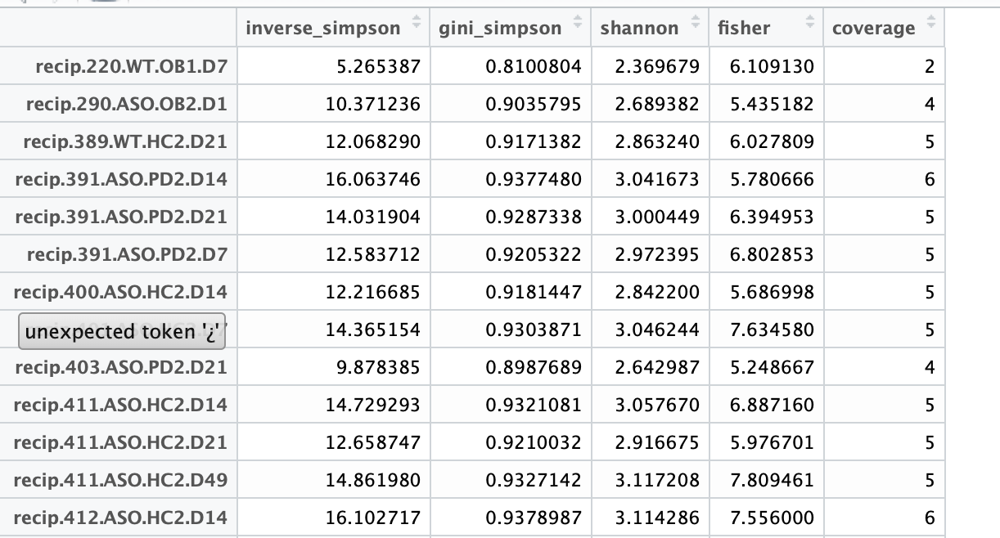 inverse_simpson gini_simpson shannon fisher coverage
recip.220.WT.OB1.D7 5.265387 0.8100804 2.369679 6.109130 2
recip.290.ASO.OB2.D1 10.371236 0.9035795 2.689382 5.435182 4
recip.389.WT.HC2.D21 12.068290 0.9171382 2.863240 6.027809 5
recip.391.ASO.PD2.D14 16.063746 0.9377480 3.041673 5.780666 6
recip.391.ASO.PD2.D21 14.031904 0.9287338 3.000449 6.394953 5
recip.391.ASO.PD2.D7 12.583712 0.9205322 2.972395 6.802853 5
recip.400.ASO.HC2.D14 12.216685 0.9181447 2.842200 5.686998 5
unexpected token '¿' 14.365154 0.9303871 3.046244 7.634580 5
recip.403.ASO.PD2.D21 9.878385 0.8987689 2.642987 5.248667 4
recip.411.ASO.HC2.D14 14.729293 0.9321081 3.057670 6.887160 5
recip.411.ASO.HC2.D21 12.658747 0.9210032 2.916675 5.976701 5
recip.411.ASO.HC2.D49 14.861980 0.9327142 3.117208 7.809461 5
recip.412.ASO.HC2.D14 16.102717 0.9378987 3.114286 7.556000 6